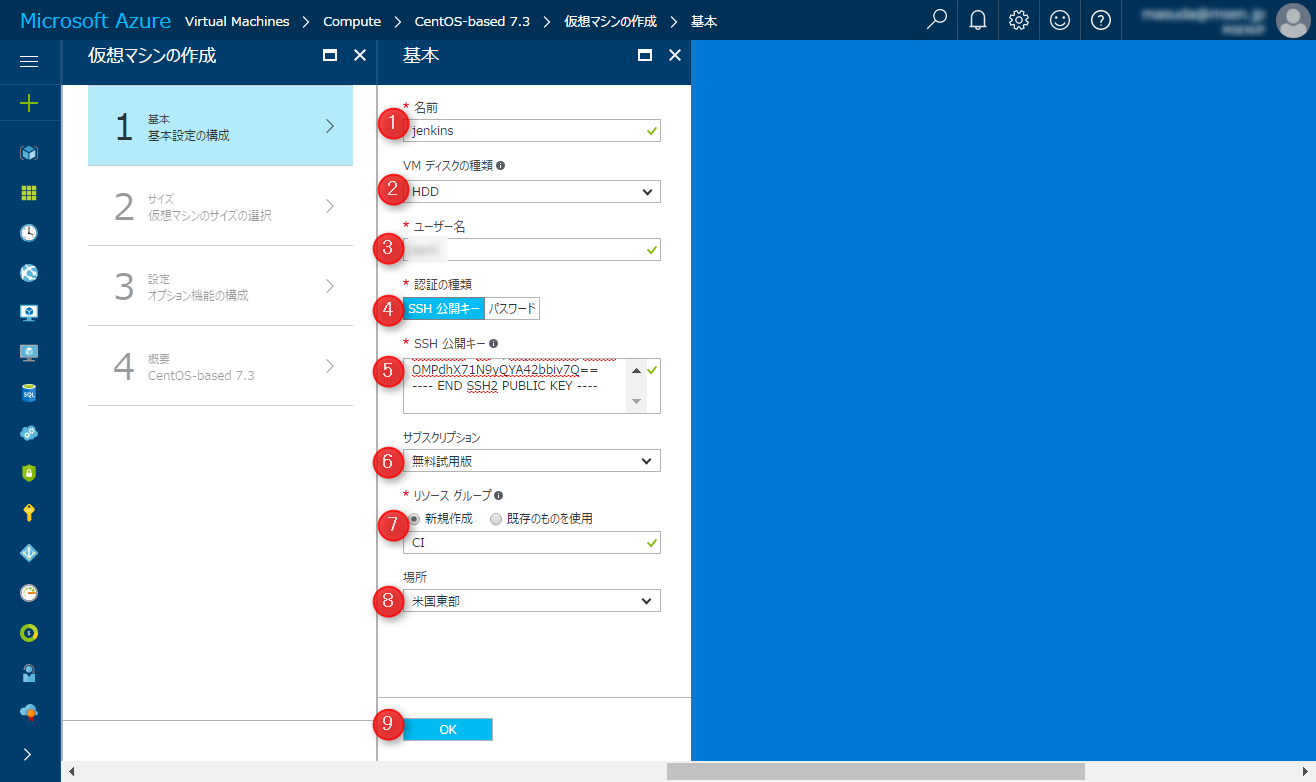 Microsoft Azure Virtual Machines > Compute > CentOS-based 7.3 > 仮想マシンの作成 > 基本
仮想マシンの作成
1 基本
基本設定の構成
2 サイズ
仮想マシンのサイズの選択
3 設定
オプション機能の構成
4 概要
CentOS-based 7.3
基本
* 名前
1 jenkins
VM ディスクの種類
2 HDD
* ユーザー名
3
* 認証の種類
4 SSH 公開キー パスワード
* SSH 公開キー
5 OMPdhX71N9yQYA42bbiv7Q==
---- END SSH2 PUBLIC KEY ----
サブスクリプション
6 無料試用版
* リソース グループ
7 新規作成 既存のものを使用
CI
場所
8 米国東部
9 OK
SQL